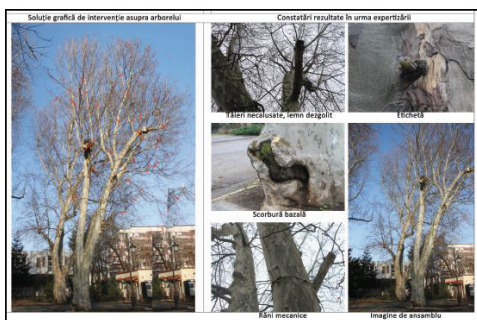 Soluție grafică de intervenție asupra arborelui
Constatări rezultate în urma expertizării
Tăieri necalusate, lemn dezgolit
Etichetă
Scorbură bazală
Răni mecanice
Imagine de ansamblu